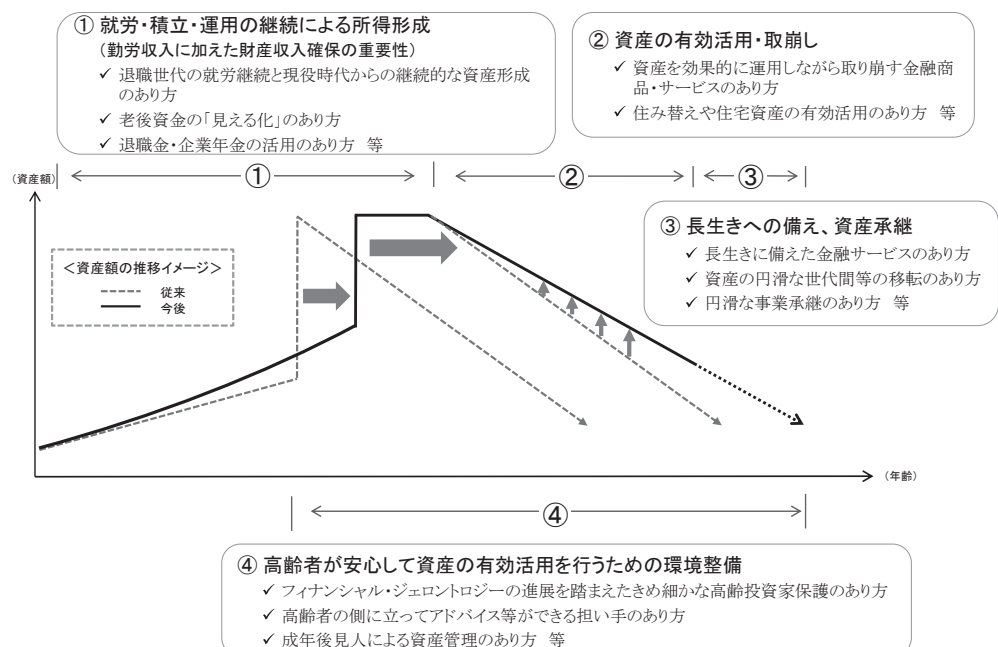 ① 就労・積立・運用の継続による所得形成
(勤労収入に加えた財産収入確保の重要性)
✓ 退職世代の就労継続と現役時代からの継続的な資産形成
のあり方
✓ 老後資金の「見える化」のあり方
✓ 退職金・企業年金の活用のあり方 等
② 資産の有効活用・取崩し
✓ 資産を効果的に運用しながら取り崩す金融商
品・サービスのあり方
✓ 住み替えや住宅資産の有効活用のあり方 等
(資産額)
①
②
③
③ 長生きへの備え、資産承継
✓ 長生きに備えた金融サービスのあり方
✓ 資産の円滑な世代間等の移転のあり方
✓ 円滑な事業承継のあり方 等
<資産額の推移イメージ>
従来
今後
(年齢)
④
④ 高齢者が安心して資産の有効活用を行うための環境整備
✓ フィナンシャル・ジェロントロジーの進展を踏まえたきめ細かな高齢投資家保護のあり方
✓ 高齢者の側に立ってアドバイス等ができる担い手のあり方
✓ 成年後見人による資産管理のあり方 等